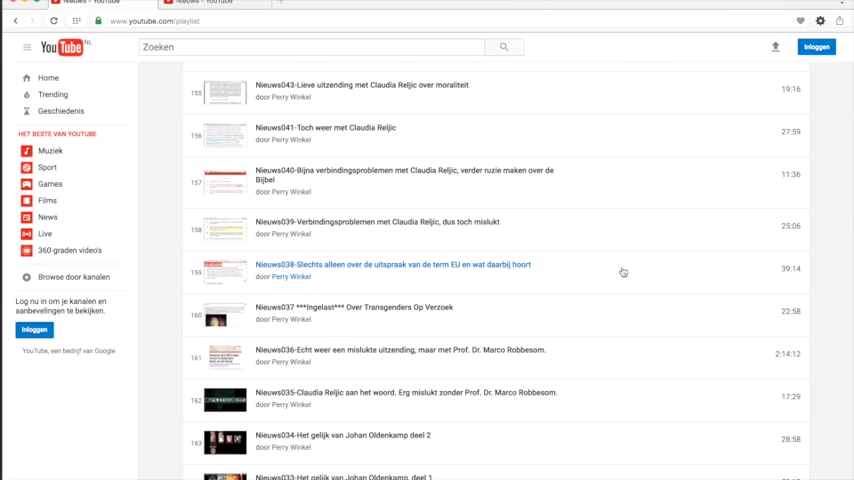 Nieuws - YouTube
Nieuws - YouTube
www.youtube.com/playlist
YouTube NL
Zoeken
Inloggen
Home
Trending
Geschiedenis
HET BESTE VAN YOUTUBE
Muziek
Sport
Games
Films
News
Live
360-graden video's
Browse door kanalen
Log nu in om je kanalen en
aanbevelingen te bekijken.
Inloggen
YouTube, een bedrijf van Google
155
Nieuws043-Lieve uitzending met Claudia Reljic over moraliteit
door Perry Winkel
19:16
156
Nieuws041-Toch weer met Claudia Reljic
door Perry Winkel
27:59
157
Nieuws040-Bijna verbindingsproblemen met Claudia Reljic, verder ruzie maken over de
Bijbel
door Perry Winkel
11:36
158
Nieuws039-Verbindingsproblemen met Claudia Reljic, dus toch mislukt
door Perry Winkel
25:06
159
Nieuws038-Slechts alleen over de uitspraak van de term EU en wat daarbij hoort
door Perry Winkel
39:14
160
Nieuws037 ***Ingelast*** Over Transgenders Op Verzoek
door Perry Winkel
22:58
161
Nieuws036-Echt weer een mislukte uitzending, maar met Prof. Dr. Marco Robbesom.
door Perry Winkel
2:14:12
162
Nieuws035-Claudia Reljic aan het woord. Erg mislukt zonder Prof. Dr. Marco Robbesom.
door Perry Winkel
17:29
163
Nieuws034-Het gelijk van Johan Oldenkamp deel 2
door Perry Winkel
28:58
Nieuws033-Het gelijk van Johan Oldenkamp, deel 1